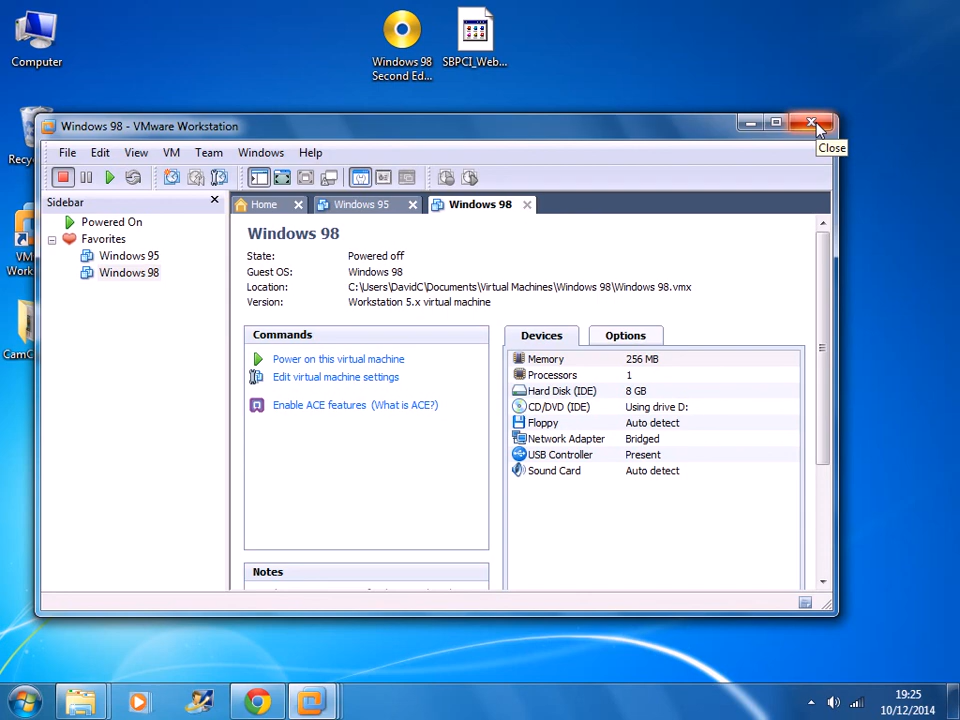 Computer
Windows 98
Second Ed...
SBPCI_Web...
Recyc
VM
Work
CamC
Windows 98 - VMware Workstation
Close
File Edit View VM Team Windows Help
Sidebar
Powered On
Favorites
Windows 95
Windows 98
Home Windows 95 Windows 98
Windows 98
State: Powered off
Guest OS: Windows 98
Location: C:\Users\DavidC\Documents\Virtual Machines\Windows 98\Windows 98.vmx
Version: Workstation 5.x virtual machine
Commands
Power on this virtual machine
Edit virtual machine settings
Enable ACE features (What is ACE?)
Devices Options
Memory 256 MB
Processors 1
Hard Disk (IDE) 8 GB
CD/DVD (IDE) Using drive D:
Floppy Auto detect
Network Adapter Bridged
USB Controller Present
Sound Card Auto detect
Notes
19:25
10/12/2014